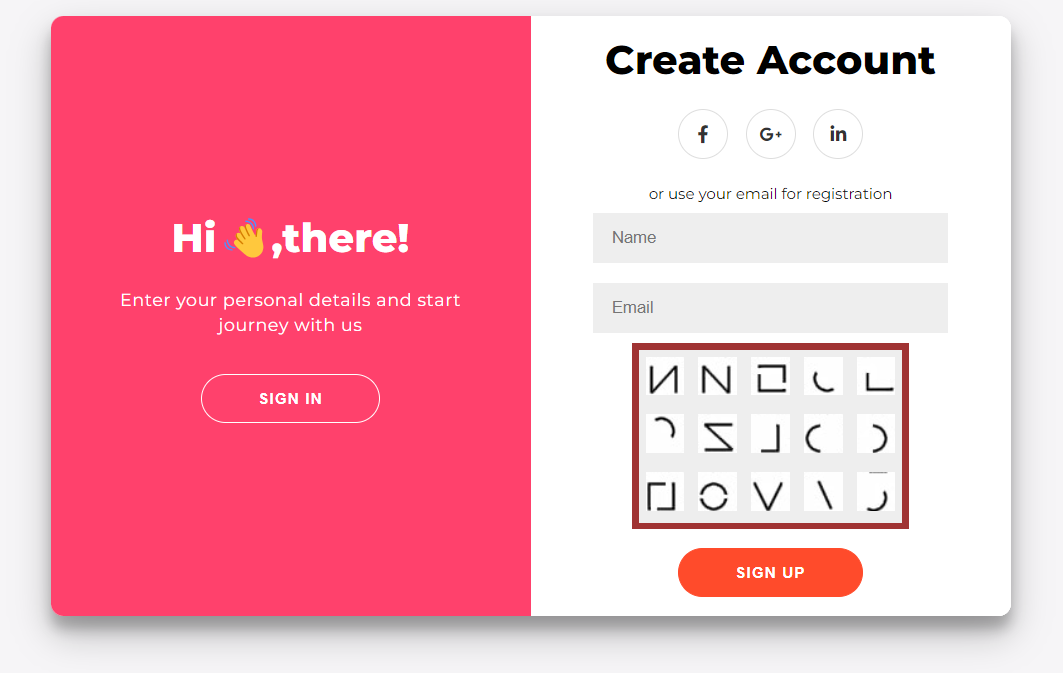 Hi 👋,there!
Enter your personal details and start
journey with us
SIGN IN
Create Account
f
G+
in
or use your email for registration
Name
Email
SIGN UP